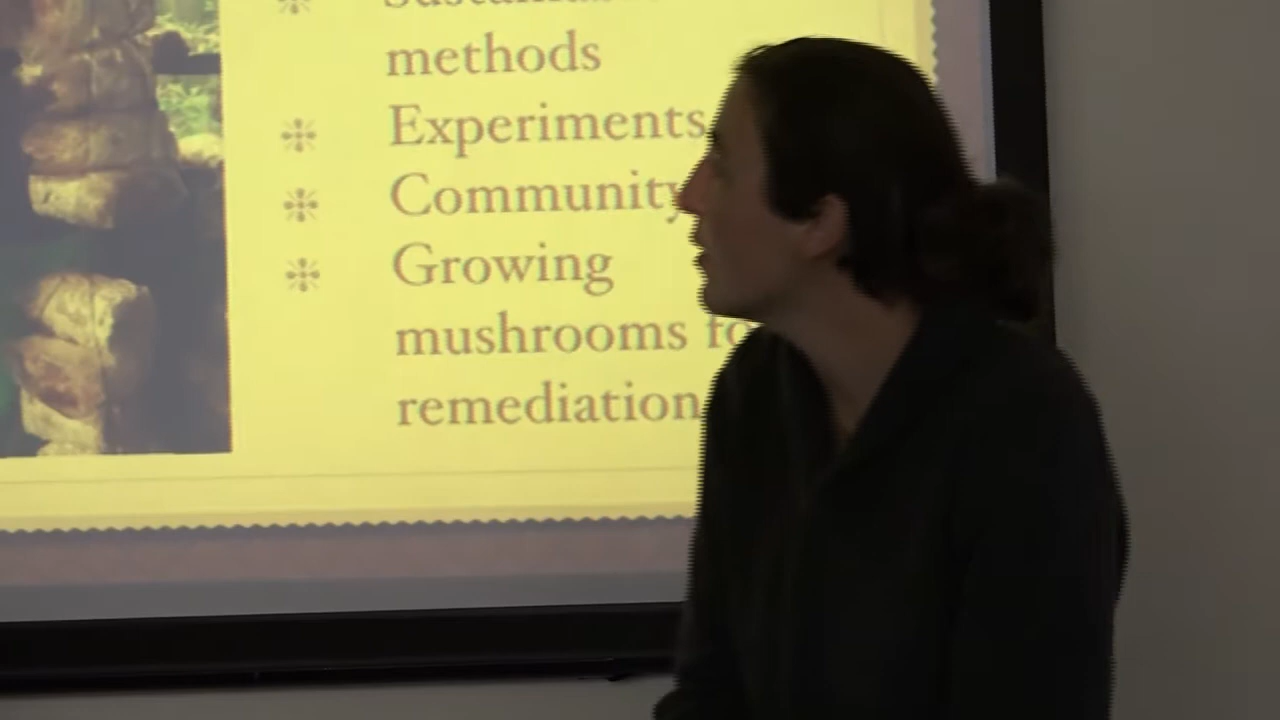 methods
Experiments
Community
Growing
mushrooms
remediation